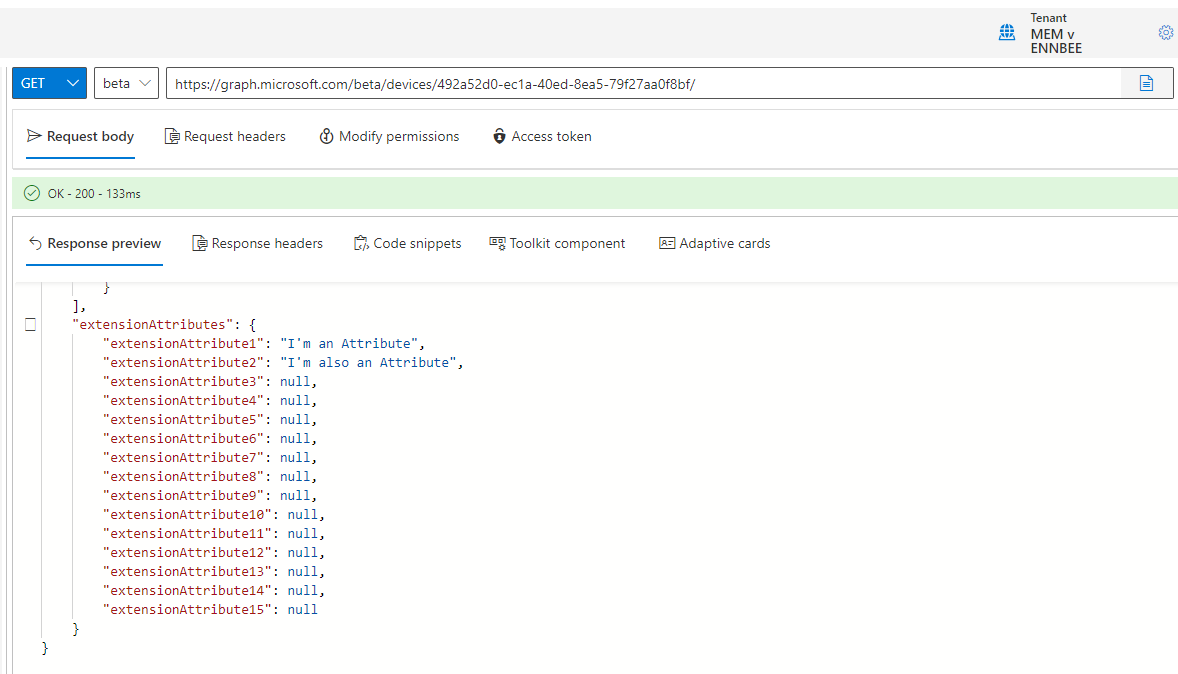 Tenant
MEM v
ENNBEE
GET beta https://graph.microsoft.com/beta/devices/492a52d0-ec1a-40ed-8ea5-79f27aa0f8bf/
Request body Request headers Modify permissions Access token
OK - 200 - 133ms
Response preview Response headers Code snippets Toolkit component Adaptive cards
}
],
"extensionAttributes": {
"extensionAttribute1": "I'm an Attribute",
"extensionAttribute2": "I'm also an Attribute",
"extensionAttribute3": null,
"extensionAttribute4": null,
"extensionAttribute5": null,
"extensionAttribute6": null,
"extensionAttribute7": null,
"extensionAttribute8": null,
"extensionAttribute9": null,
"extensionAttribute10": null,
"extensionAttribute11": null,
"extensionAttribute12": null,
"extensionAttribute13": null,
"extensionAttribute14": null,
"extensionAttribute15": null
}
}